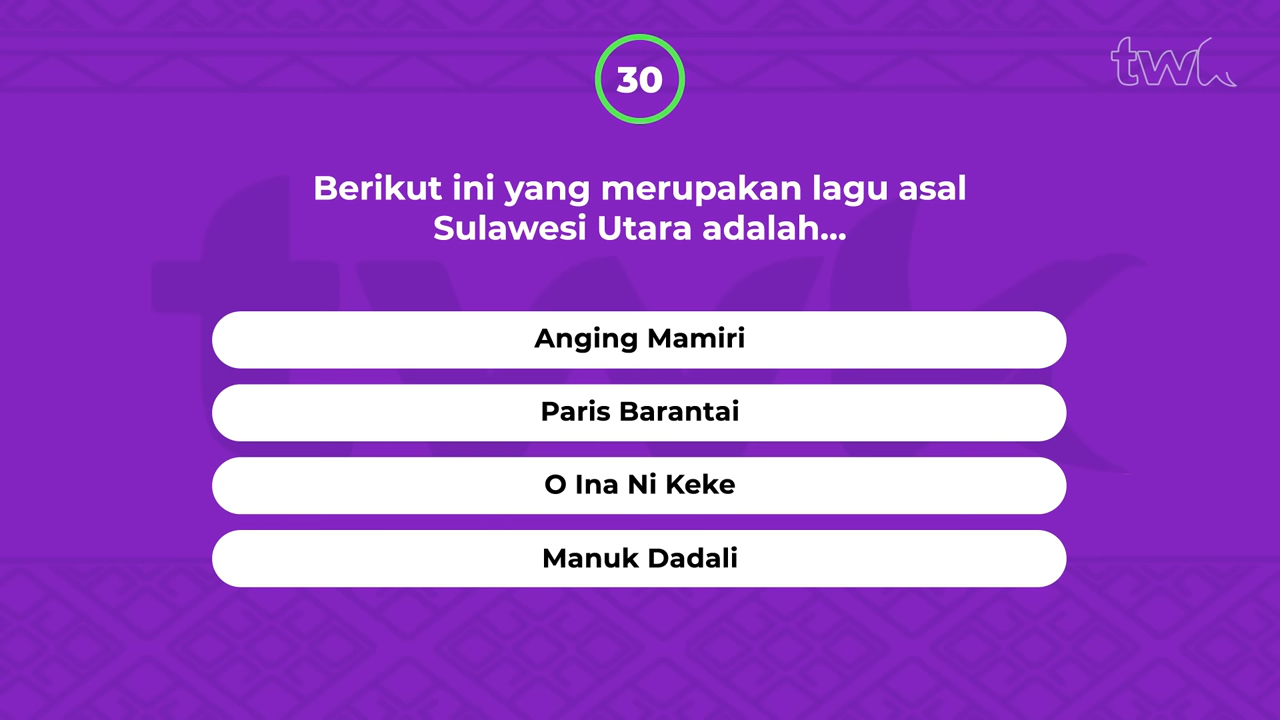 30
twk
Berikut ini yang merupakan lagu asal
Sulawesi Utara adalah...
Anging Mamiri
Paris Barantai
O Ina Ni Keke
Manuk Dadali